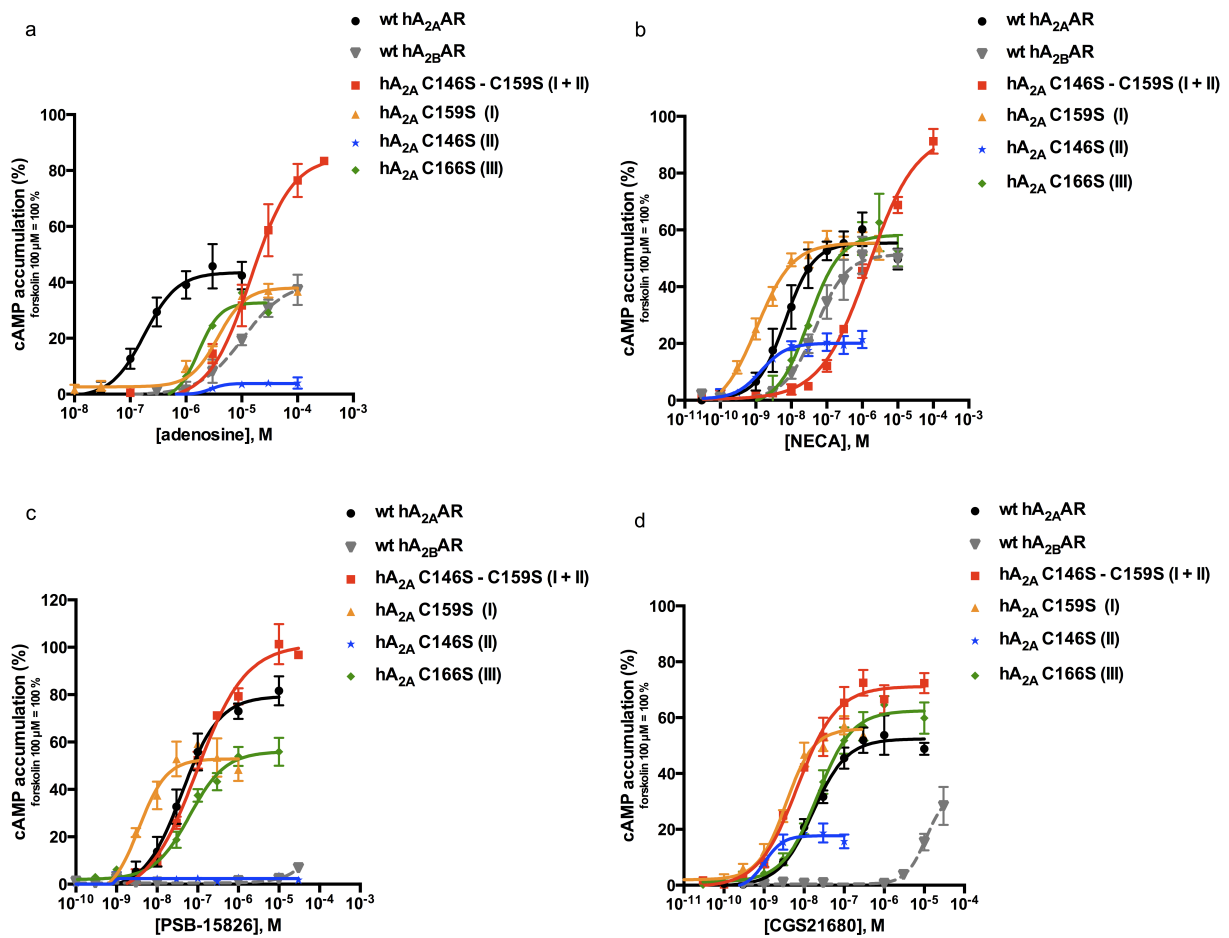 a
wt hA2AAR
wt hA2BAR
hA2A C146S - C159S (I + II)
hA2A C159S (I)
hA2A C146S (II)
hA2A C166S (III)
cAMP accumulation (%)
forskolin 100 µM = 100 %
100
80
60
40
20
0
10-8
10-7
10-6
10-5
10-4
10-3
[adenosine], M
b
wt hA2AAR
wt hA2BAR
hA2A C146S - C159S (I + II)
hA2A C159S (I)
hA2A C146S (II)
hA2A C166S (III)
cAMP accumulation (%)
forskolin 100 µM = 100 %
100
80
60
40
20
0
10-11
10-10
10-9
10-8
10-7
10-6
10-5
10-4
10-3
[NECA], M
c
wt hA2AAR
wt hA2BAR
hA2A C146S - C159S (I + II)
hA2A C159S (I)
hA2A C146S (II)
hA2A C166S (III)
cAMP accumulation (%)
forskolin 100 µM = 100 %
120
100
80
60
40
20
0
10-10
10-9
10-8
10-7
10-6
10-5
10-4
10-3
[PSB-15826], M
d
wt hA2AAR
wt hA2BAR
hA2A C146S - C159S (I + II)
hA2A C159S (I)
hA2A C146S (II)
hA2A C166S (III)
cAMP accumulation (%)
forskolin 100 µM = 100 %
100
80
60
40
20
0
10-11
10-10
10-9
10-8
10-7
10-6
10-5
10-4
[CGS21680], M